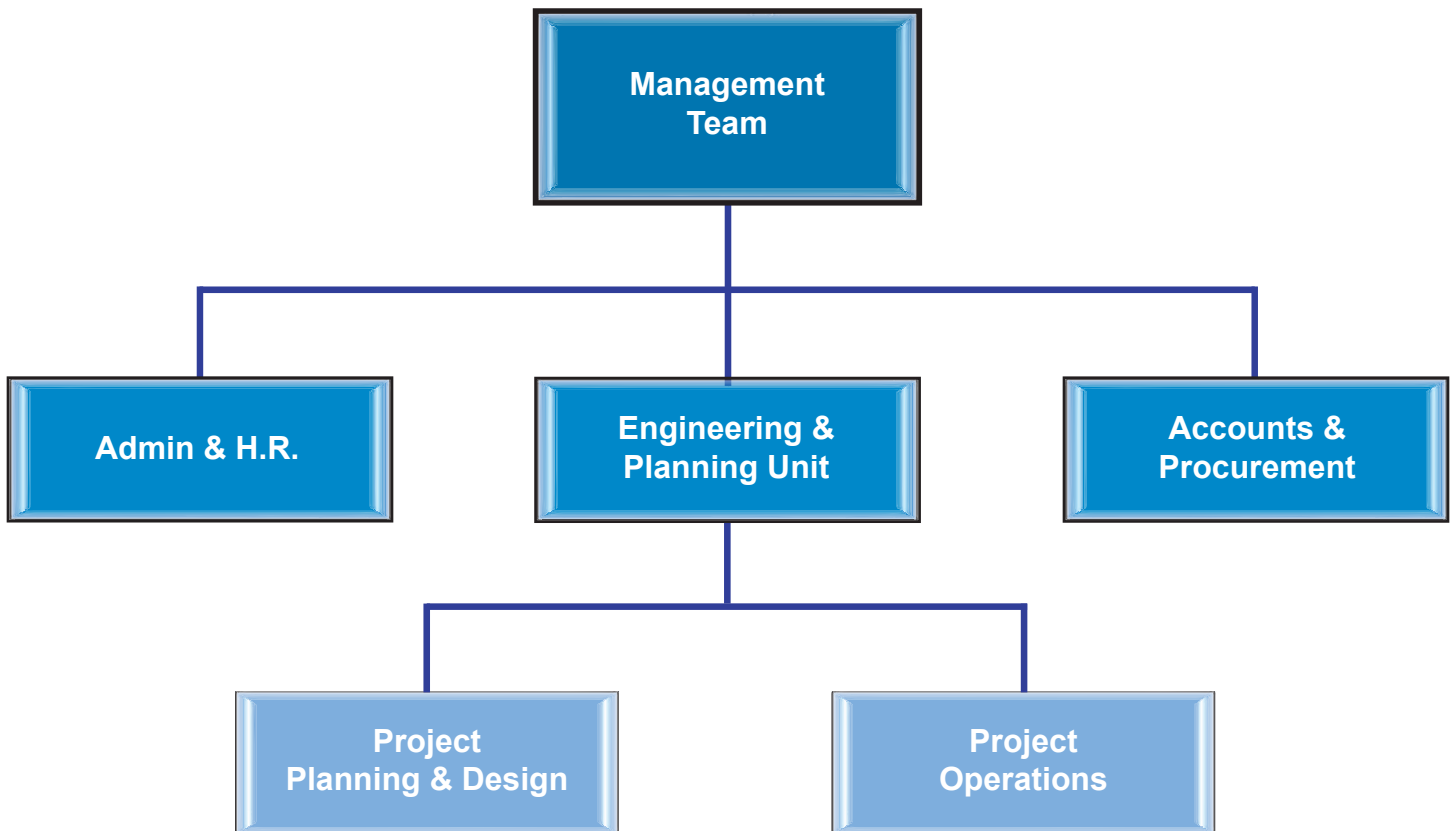 Management
Team
Admin & H.R.
Engineering &
Planning Unit
Accounts &
Procurement
Project
Planning & Design
Project
Operations